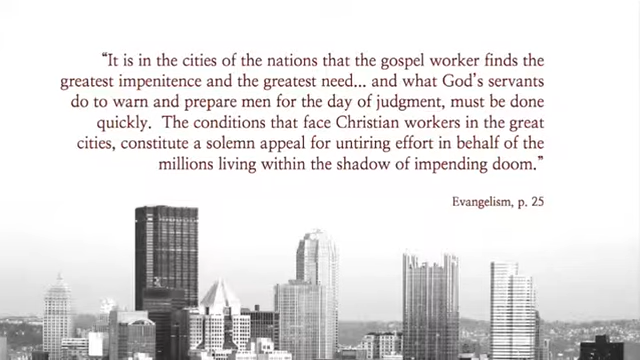 “It is in the cities of the nations that the gospel worker finds the
greatest impenitence and the greatest need... and what God’s servants
do to warn and prepare men for the day of judgment, must be done
quickly. The conditions that face Christian workers in the great
cities, constitute a solemn appeal for untiring effort in behalf of the
millions living within the shadow of impending doom.”
Evangelism, p. 25